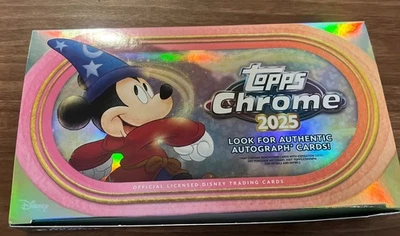 Topps
Chrome
2025
LOOK FOR AUTHENTIC
AUTOGRAPH* CARDS!
OFFICIAL LICENSED DISNEY TRADING CARDS
Disney